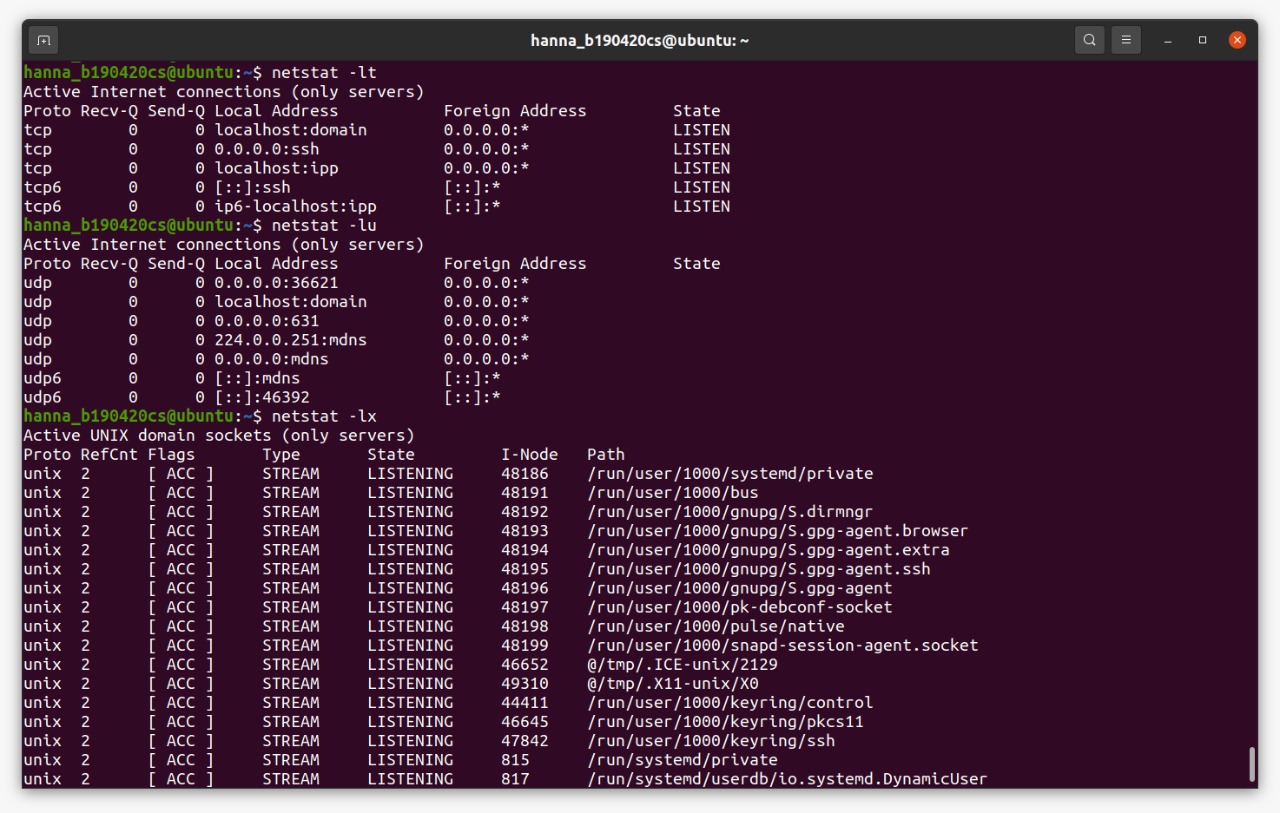 hanna_b190420cs@ubuntu: ~
hanna_b190420cs@ubuntu:~$ netstat -lt
Active Internet connections (only servers)
Proto Recv-Q Send-Q Local Address           Foreign Address         State
tcp        0      0 localhost:domain        0.0.0.0:*               LISTEN
tcp        0      0 0.0.0.0:ssh             0.0.0.0:*               LISTEN
tcp        0      0 localhost:ipp           0.0.0.0:*               LISTEN
tcp6       0      0 [::]:ssh                [::]:*                  LISTEN
tcp6       0      0 ip6-localhost:ipp       [::]:*                  LISTEN
hanna_b190420cs@ubuntu:~$ netstat -lu
Active Internet connections (only servers)
Proto Recv-Q Send-Q Local Address           Foreign Address         State
udp        0      0 0.0.0.0:36621           0.0.0.0:*
udp        0      0 localhost:domain        0.0.0.0:*
udp        0      0 0.0.0.0:631             0.0.0.0:*
udp        0      0 224.0.0.251:mdns        0.0.0.0:*
udp        0      0 0.0.0.0:mdns            0.0.0.0:*
udp6       0      0 [::]:mdns               [::]:*
udp6       0      0 [::]:46392              [::]:*
hanna_b190420cs@ubuntu:~$ netstat -lx
Active UNIX domain sockets (only servers)
Proto RefCnt Flags       Type       State         I-Node   Path
unix  2      [ ACC ]     STREAM     LISTENING     48186    /run/user/1000/systemd/private
unix  2      [ ACC ]     STREAM     LISTENING     48191    /run/user/1000/bus
unix  2      [ ACC ]     STREAM     LISTENING     48192    /run/user/1000/gnupg/S.dirmngr
unix  2      [ ACC ]     STREAM     LISTENING     48193    /run/user/1000/gnupg/S.gpg-agent.browser
unix  2      [ ACC ]     STREAM     LISTENING     48194    /run/user/1000/gnupg/S.gpg-agent.extra
unix  2      [ ACC ]     STREAM     LISTENING     48195    /run/user/1000/gnupg/S.gpg-agent.ssh
unix  2      [ ACC ]     STREAM     LISTENING     48196    /run/user/1000/gnupg/S.gpg-agent
unix  2      [ ACC ]     STREAM     LISTENING     48197    /run/user/1000/pk-debconf-socket
unix  2      [ ACC ]     STREAM     LISTENING     48198    /run/user/1000/pulse/native
unix  2      [ ACC ]     STREAM     LISTENING     48199    /run/user/1000/snapd-session-agent.socket
unix  2      [ ACC ]     STREAM     LISTENING     46652    @/tmp/.ICE-unix/2129
unix  2      [ ACC ]     STREAM     LISTENING     49310    @/tmp/.X11-unix/X0
unix  2      [ ACC ]     STREAM     LISTENING     44411    /run/user/1000/keyring/control
unix  2      [ ACC ]     STREAM     LISTENING     46645    /run/user/1000/keyring/pkcs11
unix  2      [ ACC ]     STREAM     LISTENING     47842    /run/user/1000/keyring/ssh
unix  2      [ ACC ]     STREAM     LISTENING     815      /run/systemd/private
unix  2      [ ACC ]     STREAM     LISTENING     817      /run/systemd/userdb/io.systemd.DynamicUser